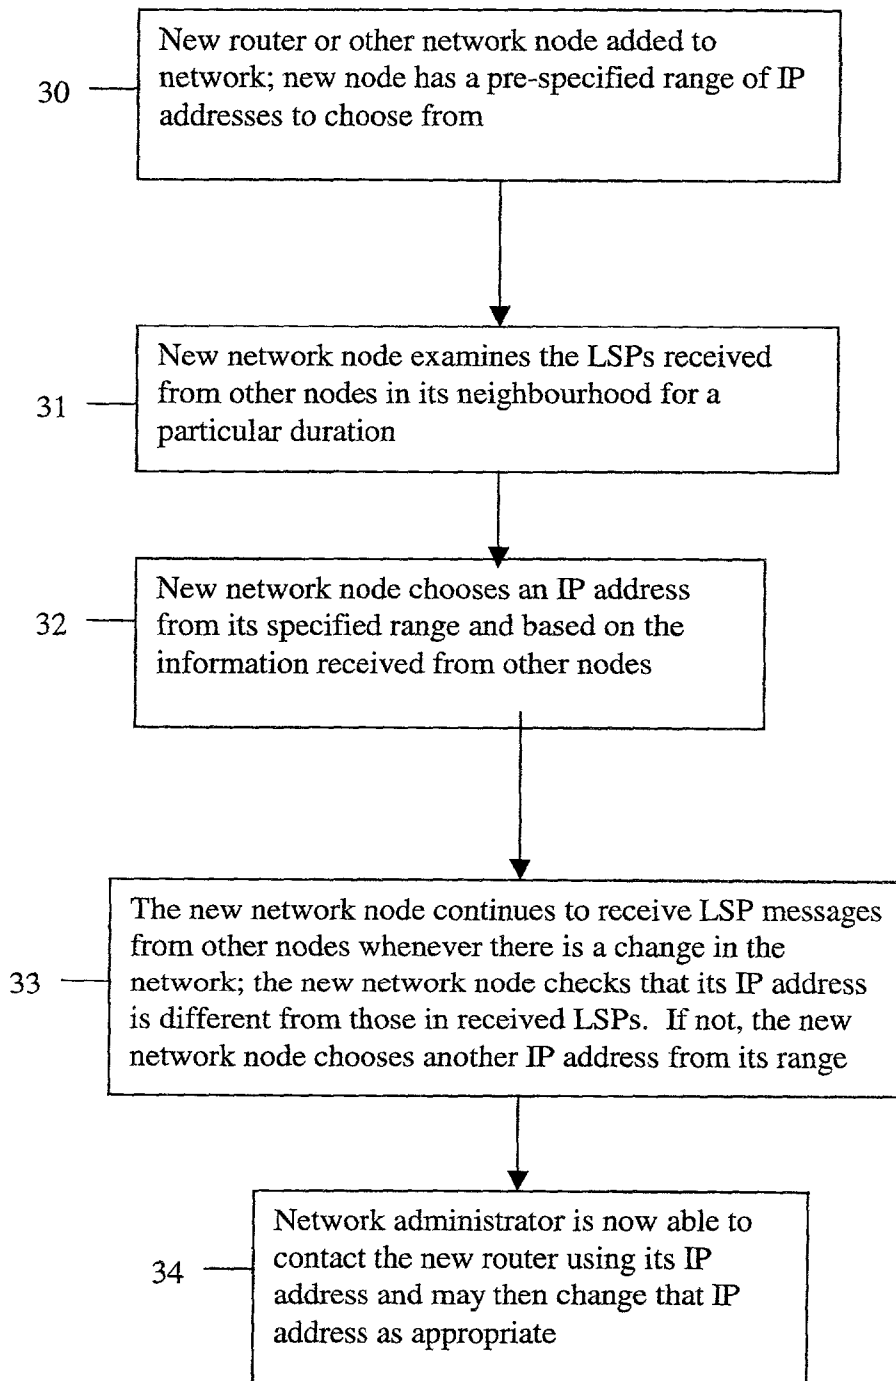 New router or other network node added to
network; new node has a pre-specified range of IP
addresses to choose from
30
New network node examines the LSPs received
from other nodes in its neighbourhood for a
particular duration
31
New network node chooses an IP address
from its specified range and based on the
information received from other nodes
32
The new network node continues to receive LSP messages
from other nodes whenever there is a change in the
network; the new network node checks that its IP address
is different from those in received LSPs. If not, the new
network node chooses another IP address from its range
33
Network administrator is now able to
contact the new router using its IP
address and may then change that IP
address as appropriate
34